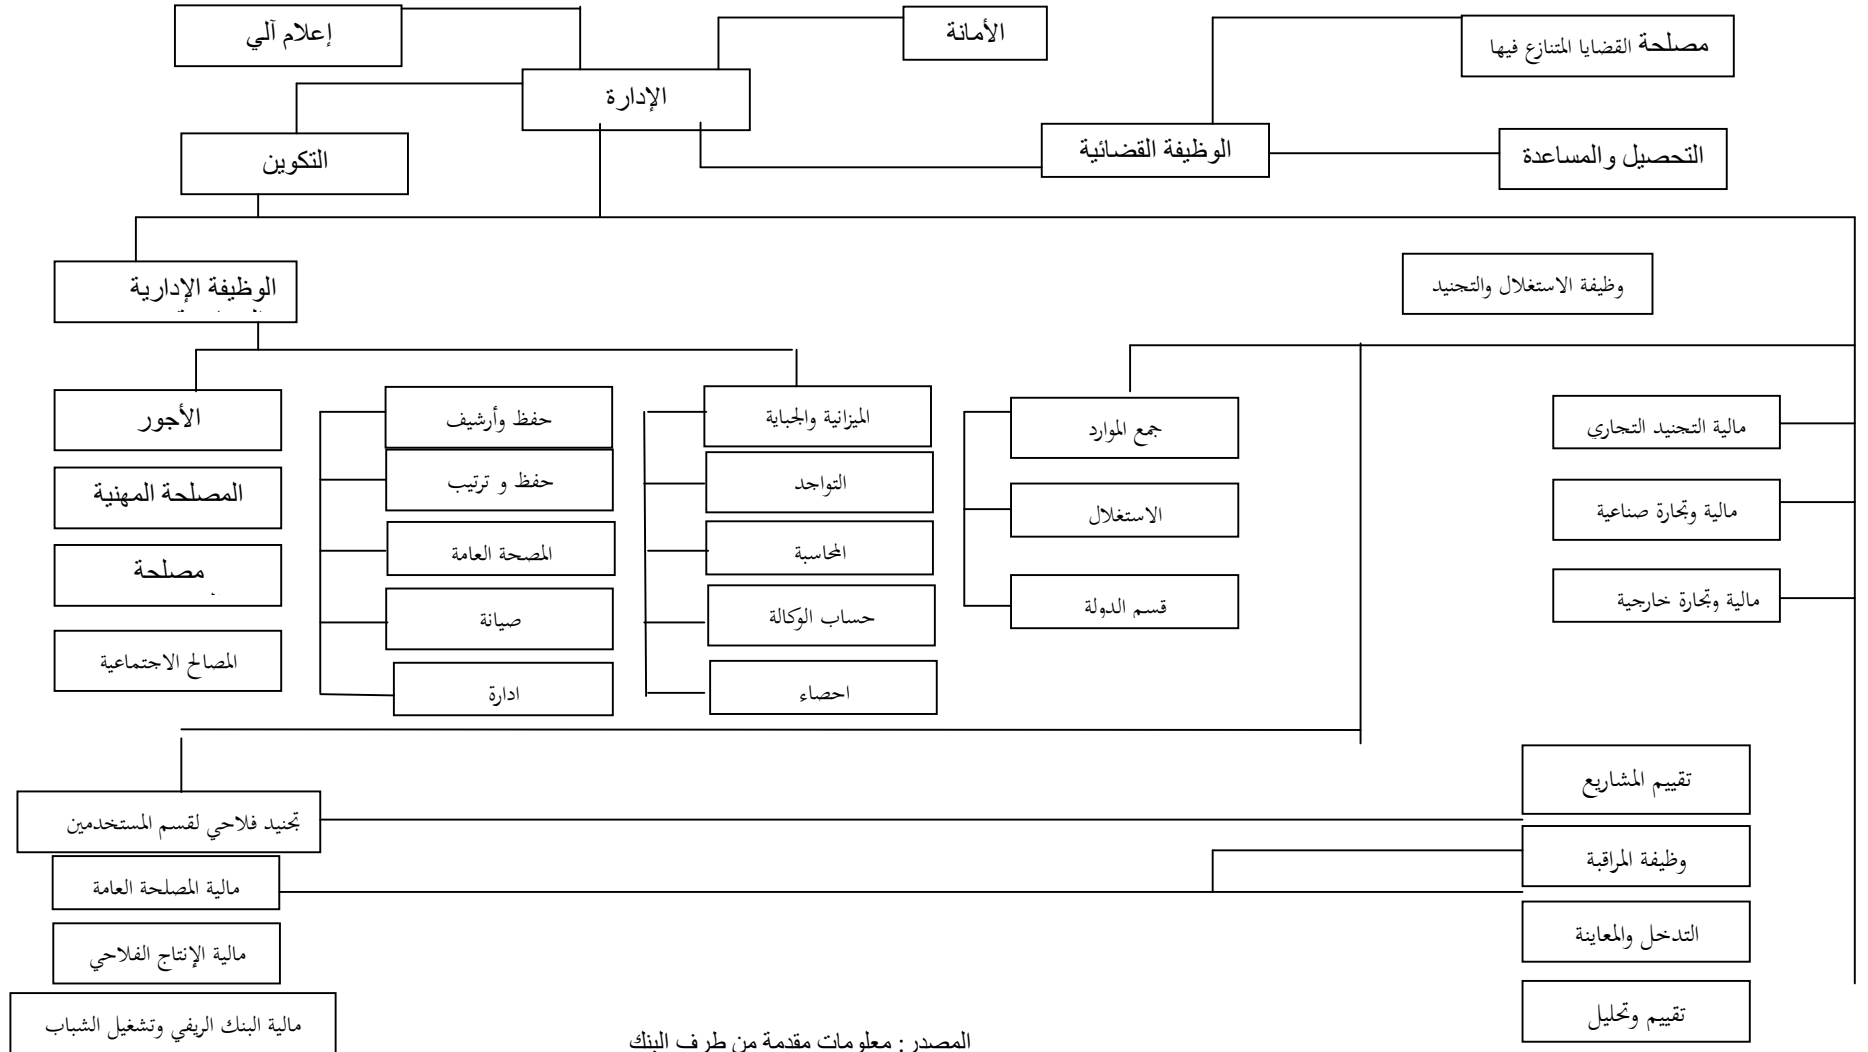 إعلام آلي
الأمانة
مصلحة القضايا المتنازع فيها
الإدارة
التكوين
الوظيفة القضائية
التحصيل والمساعدة
الوظيفة الإدارية
وظيفة الاستغلال والتجنيد
الأجور
حفظ وأرشيف
الميزانية والجباية
جمع الموارد
مالية التجنيد التجاري
المصلحة المهنية
حفظ و ترتيب
التواجد
الاستغلال
مالية وتجارة صناعية
مصلحة
المصحة العامة
المحاسبة
قسم الدولة
مالية وتجارة خارجية
المصالح الاجتماعية
صيانة
حساب الوكالة
ادارة
احصاء
تقييم المشاريع
تجنيد فلاحي لقسم المستخدمين
وظيفة المراقبة
مالية المصلحة العامة
التدخل والمعاينة
مالية الإنتاج الفلاحي
تقييم وتحليل
مالية البنك الريفي وتشغيل الشباب
المصدر: معلومات مقدمة من طرف البنك